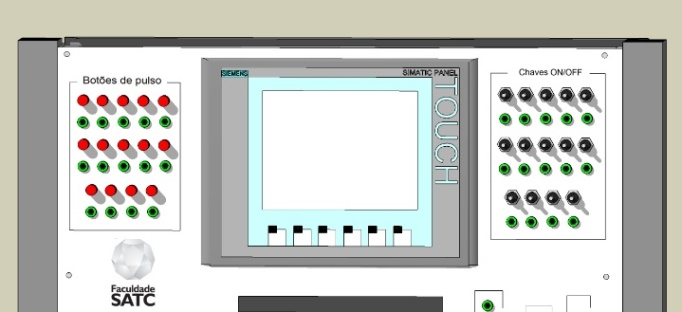 Botões de pulso
SIEMENS
SIMATIC PANEL
TOUCH
Chaves ON/OFF
Faculdade
SATC